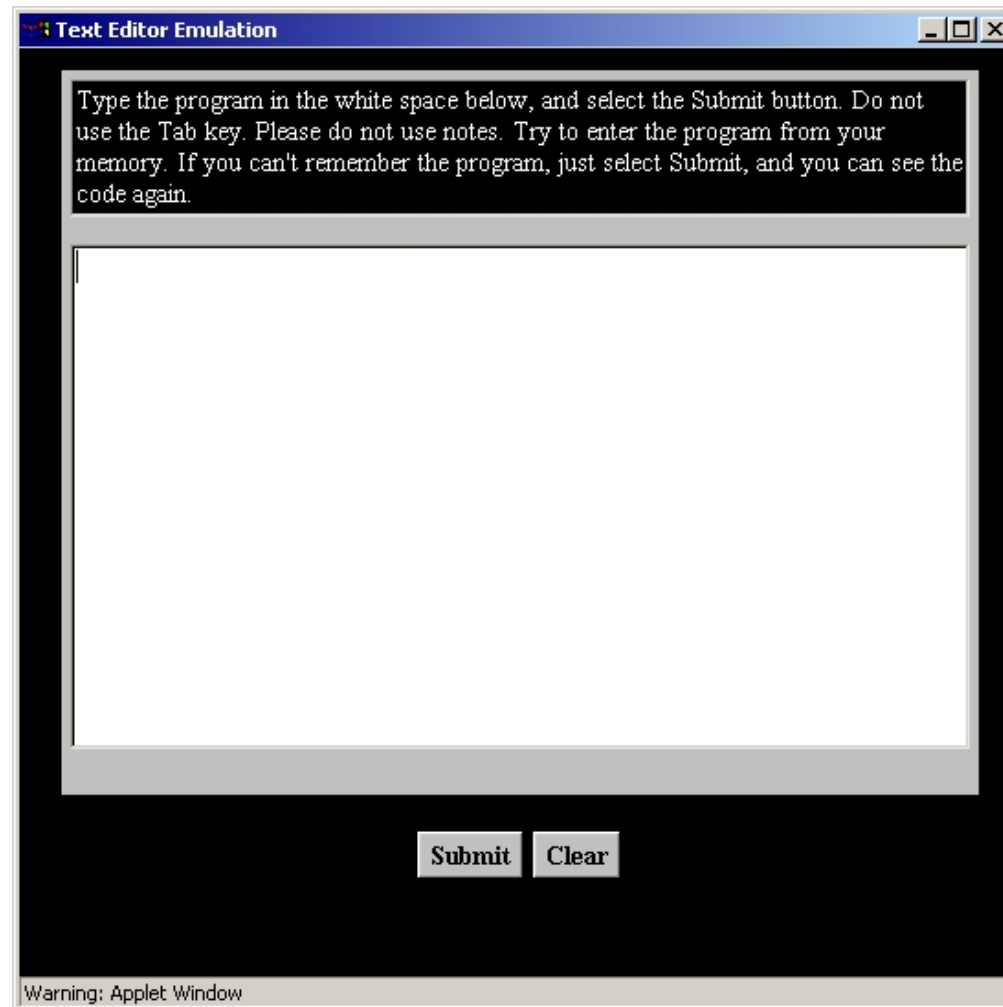 Text Editor Emulation
Type the program in the white space below, and select the Submit button. Do not
use the Tab key. Please do not use notes. Try to enter the program from your
memory. If you can't remember the program, just select Submit, and you can see the
code again.
Submit Clear
Warning: Applet Window